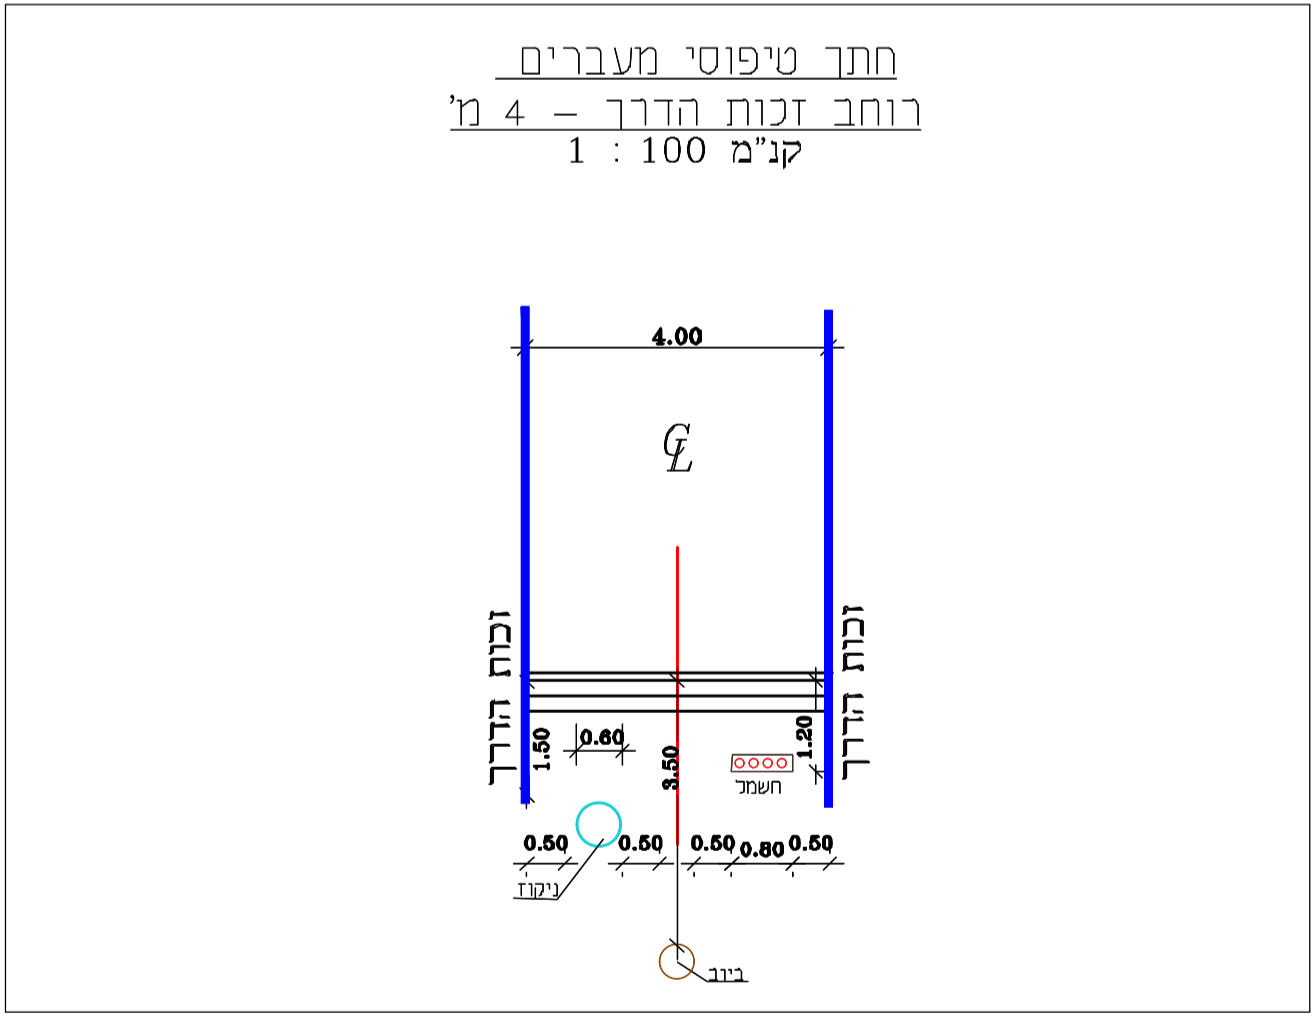 חתך טיפוסי מעברים
רוחב זכות הדרך – 4 מ'
קנ"מ 100 : 1
4.00
CL
זכות הדרך
זכות הדרך
1.50
0.60
3.50
1.20
חשמל
0.50
0.50
0.50
0.80
0.50
ניקוז
ביוב